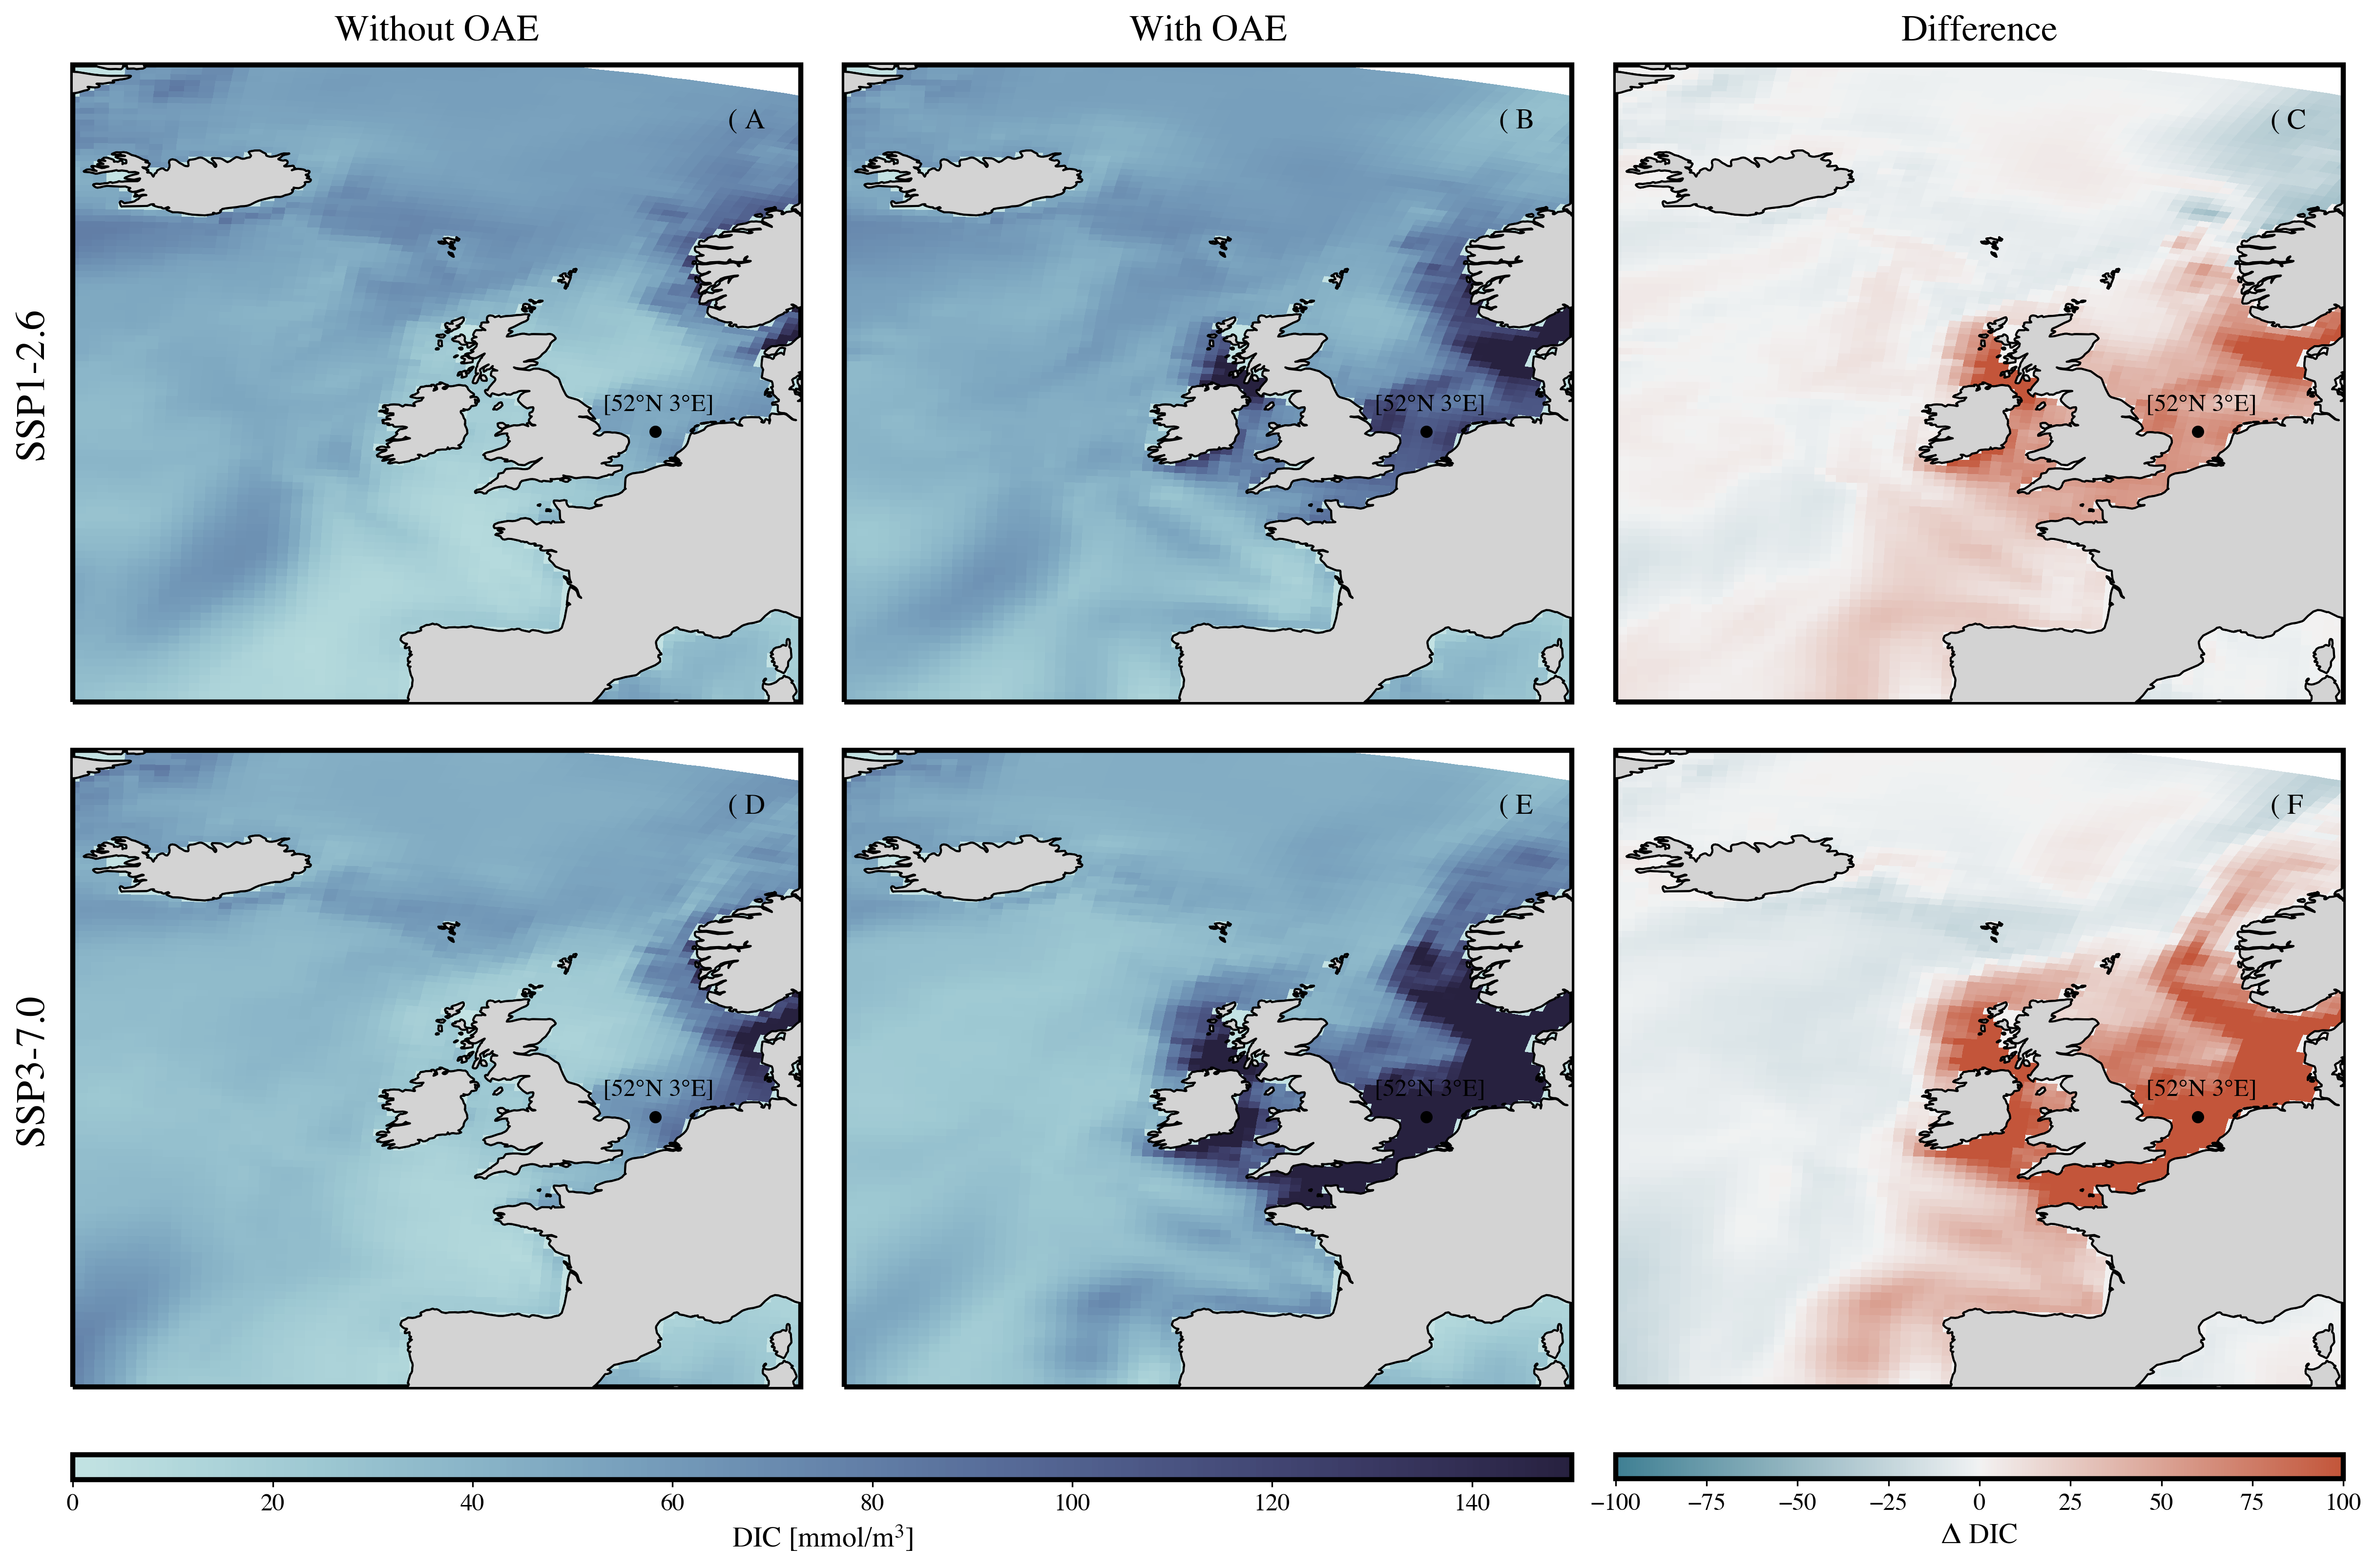 Without OAE
With OAE
Difference
SSP1-2.6
( A
( B
( C
[52°N 3°E]
[52°N 3°E]
[52°N 3°E]
SSP3-7.0
( D
( E
( F
[52°N 3°E]
[52°N 3°E]
[52°N 3°E]
0 20 40 60 80 100 120 140
DIC [mmol/m³]
−100 −75 −50 −25 0 25 50 75 100
Δ DIC